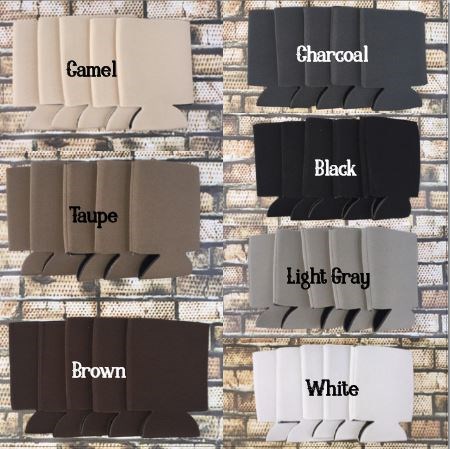 Camel
Charcoal
Taupe
Black
Light Gray
Brown
White